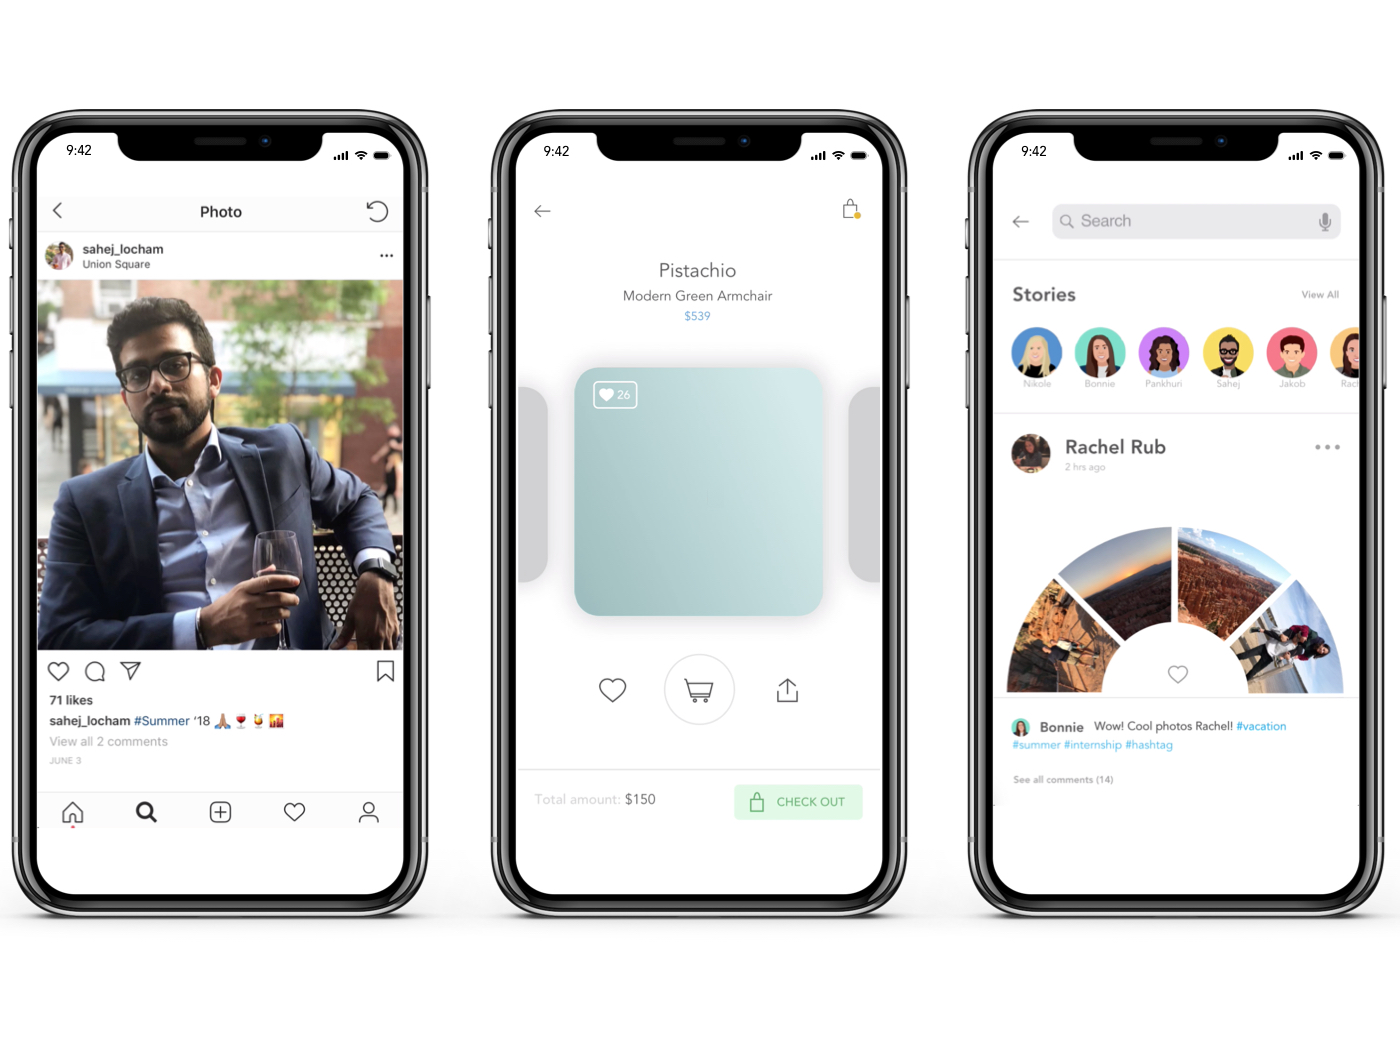 9:42
Photo
sahej_locham
Union Square
71 likes
sahej_locham #Summer ‘18 🙏🏽🍷🍹🌇
View all 2 comments
JUNE 3
9:42
Pistachio
Modern Green Armchair
$539
26
Total amount: $150
CHECK OUT
9:42
Search
Stories
View All
Nikole
Bonnie
Pankhuri
Sahej
Jakob
Rach
Rachel Rub
2 hrs ago
Bonnie Wow! Cool photos Rachel! #vacation
#summer #internship #hashtag
See all comments (14)